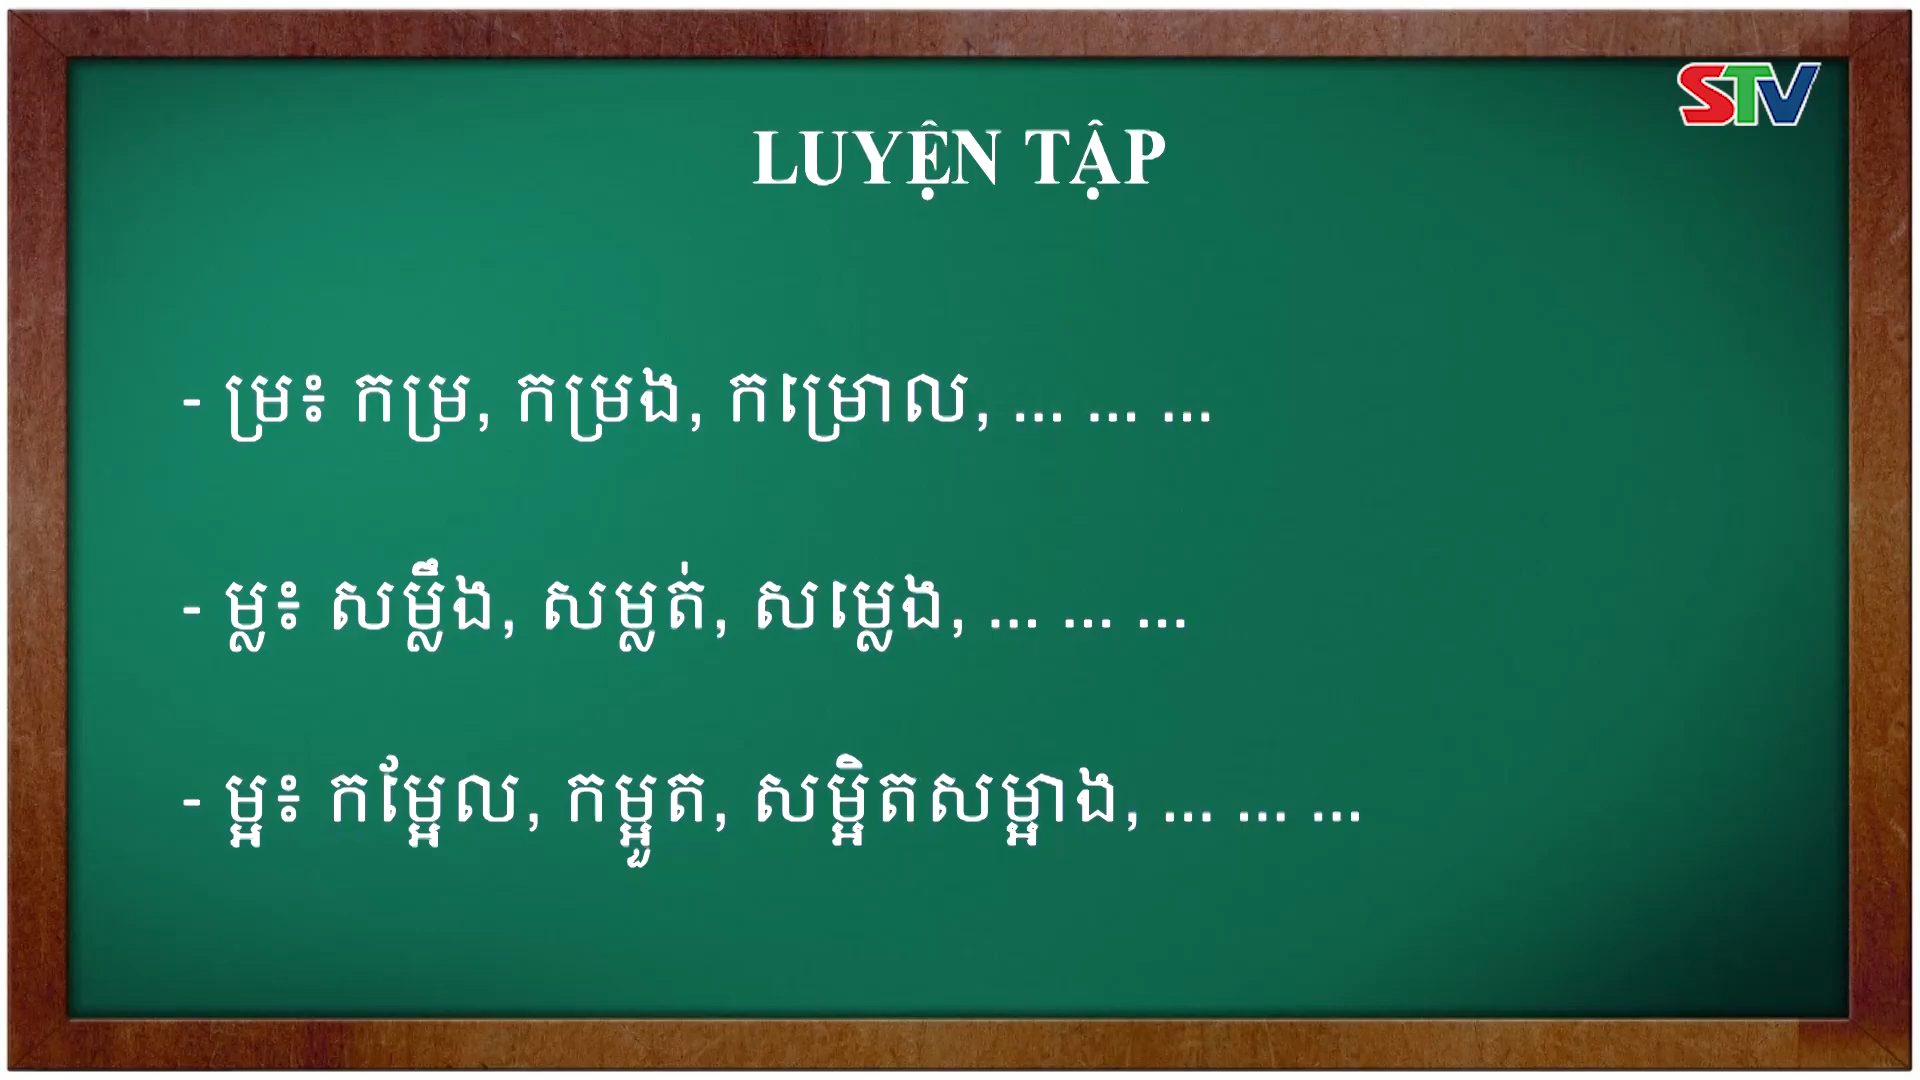 STV
LUYỆN TẬP
- ម្រ៖ កម្រ, កម្រង, កម្រោល, ... ... ...
- ម្ល៖ សម្លឹង, សម្លត់, សម្លេង, ... ... ...
- ម្អ៖ កម្អែល, កម្អួត, សម្អិតសម្អាង, ... ... ...